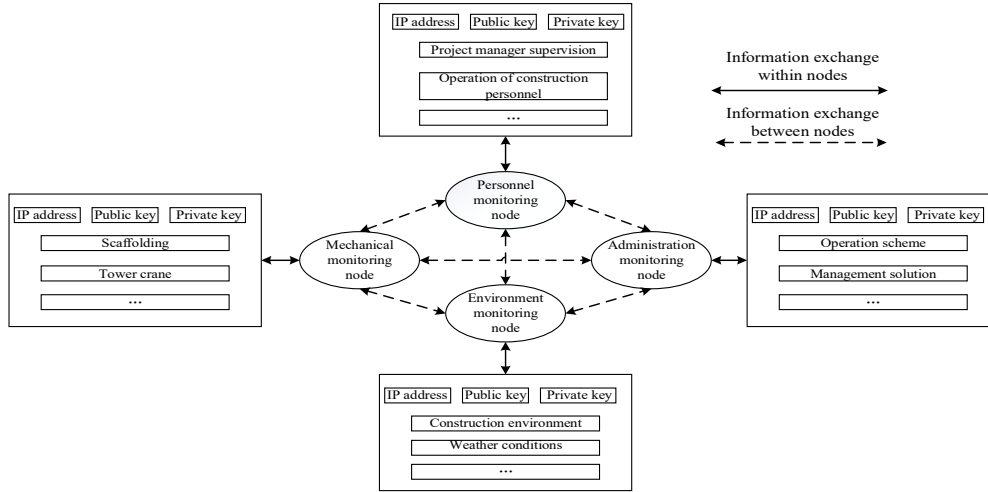 IP address Public key Private key
Project manager supervision
Operation of construction
personnel
...
Information exchange
within nodes
Information exchange
between nodes
Personnel
monitoring
node
IP address Public key Private key
Scaffolding
Tower crane
...
Mechanical
monitoring node
Administration
monitoring node
IP address Public key Private key
Operation scheme
Management solution
...
Environment
monitoring
node
IP address Public key Private key
Construction environment
Weather conditions
...